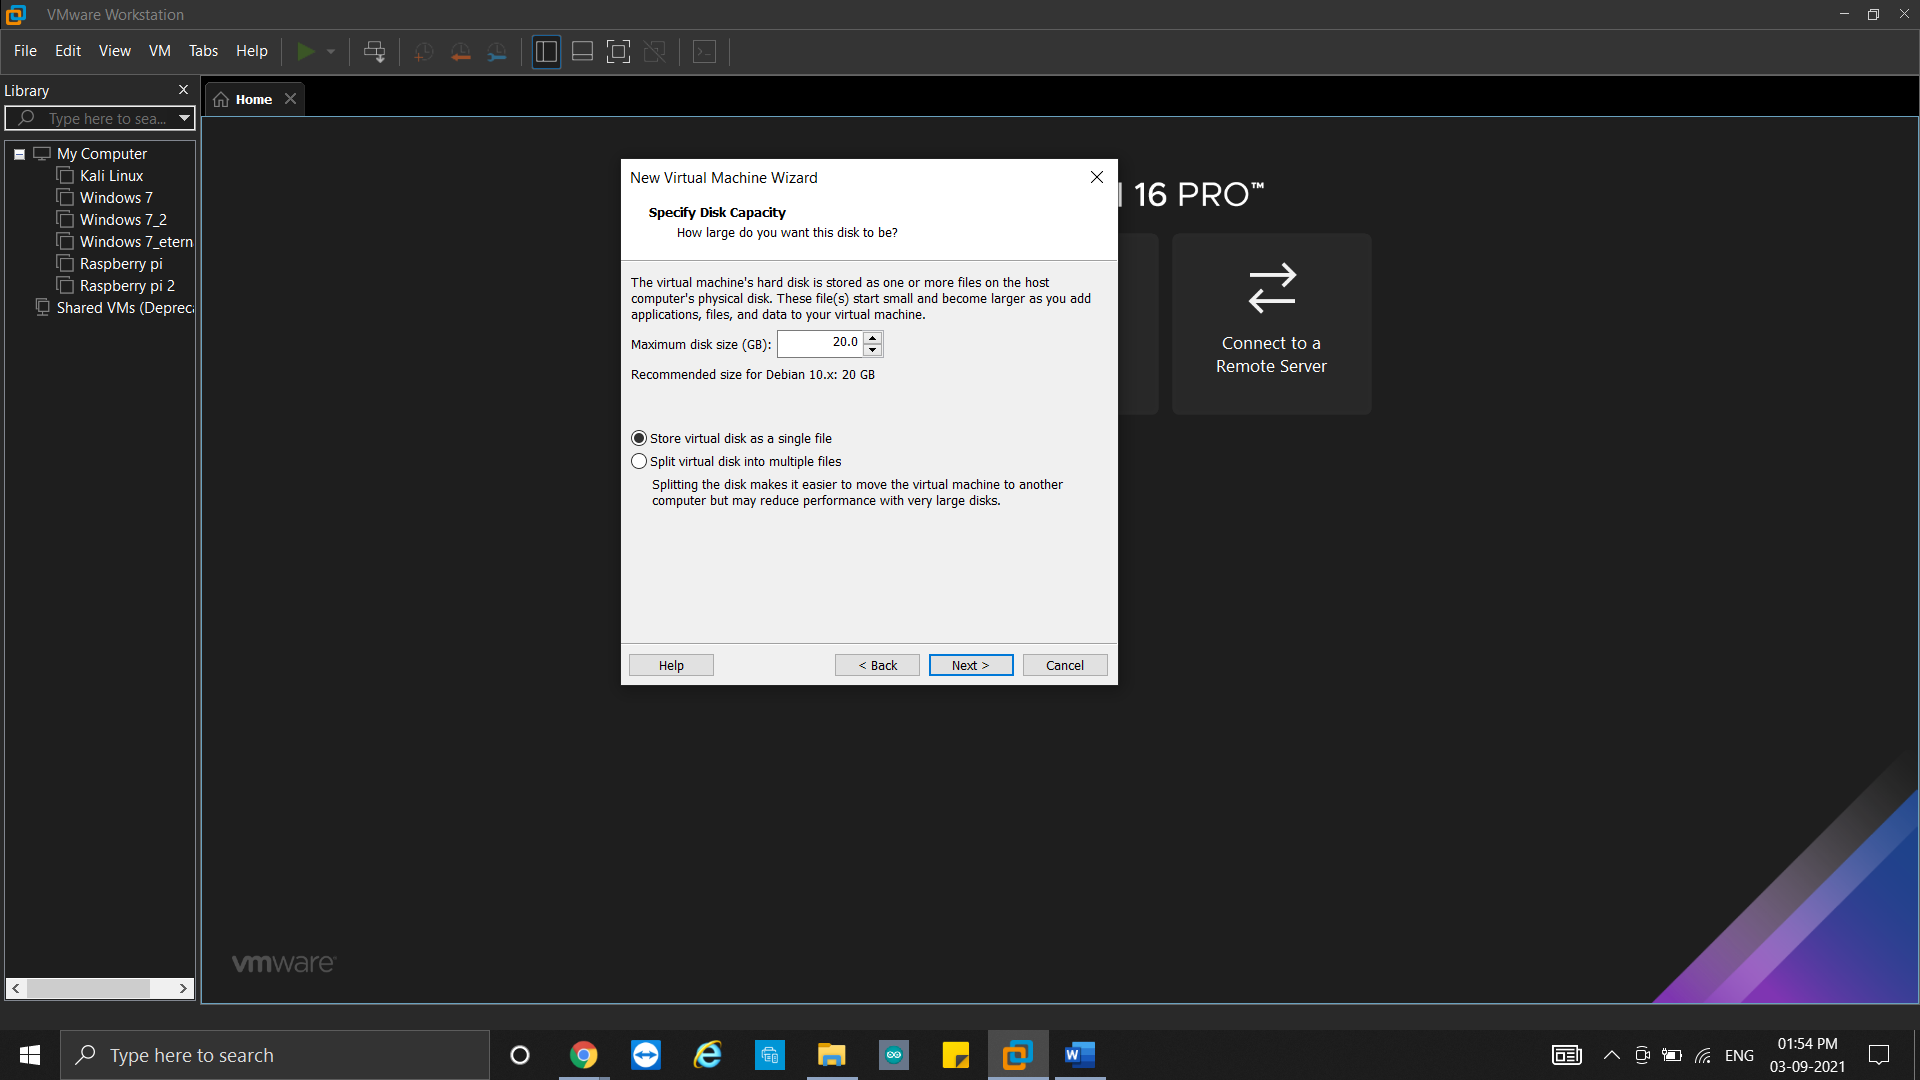 VMware Workstation
File Edit View VM Tabs Help
Library
Type here to sea...
Home
My Computer
Kali Linux
Windows 7
Windows 7_2
Windows 7_etern
Raspberry pi
Raspberry pi 2
Shared VMs (Depreca
16 PRO™
Connect to a
Remote Server
New Virtual Machine Wizard
Specify Disk Capacity
How large do you want this disk to be?
The virtual machine's hard disk is stored as one or more files on the host
computer's physical disk. These file(s) start small and become larger as you add
applications, files, and data to your virtual machine.
Maximum disk size (GB): 20.0
Recommended size for Debian 10.x: 20 GB
Store virtual disk as a single file
Split virtual disk into multiple files
Splitting the disk makes it easier to move the virtual machine to another
computer but may reduce performance with very large disks.
Help < Back Next > Cancel
vmware
Type here to search
ENG
01:54 PM
03-09-2021